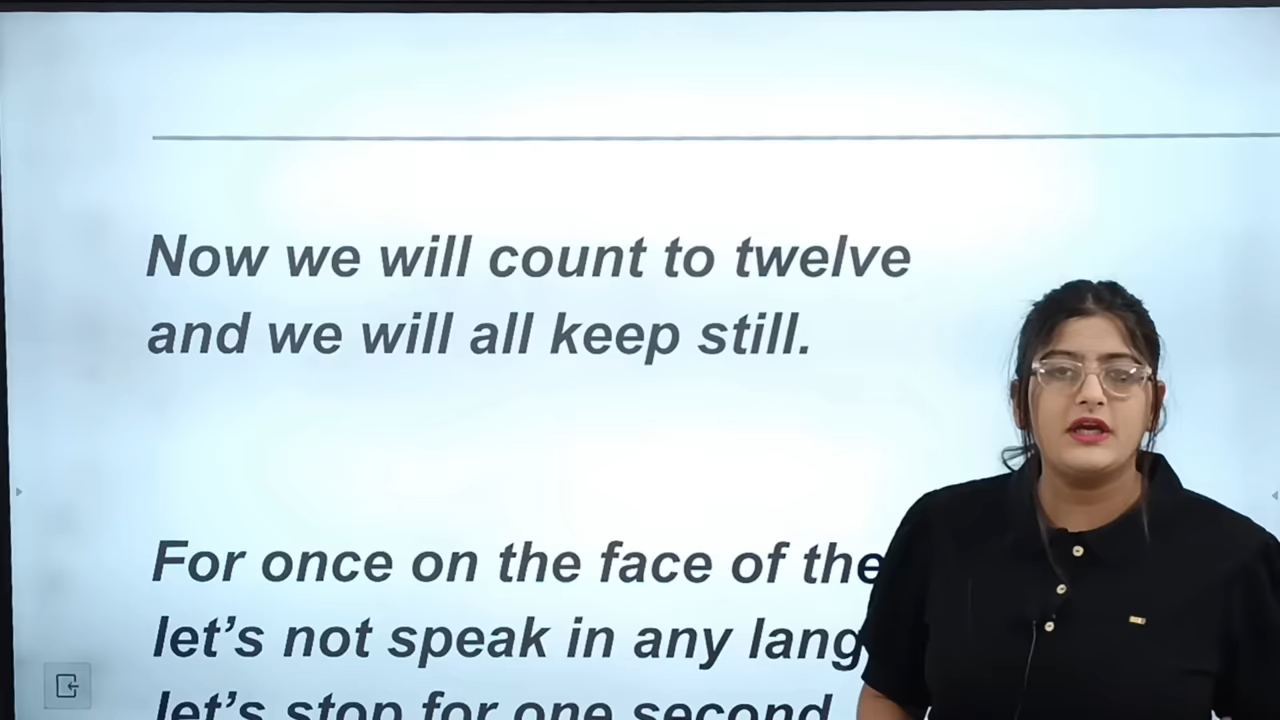 Now we will count to twelve
and we will all keep still.
For once on the face of the
let’s not speak in any lang
let’s stop for one second